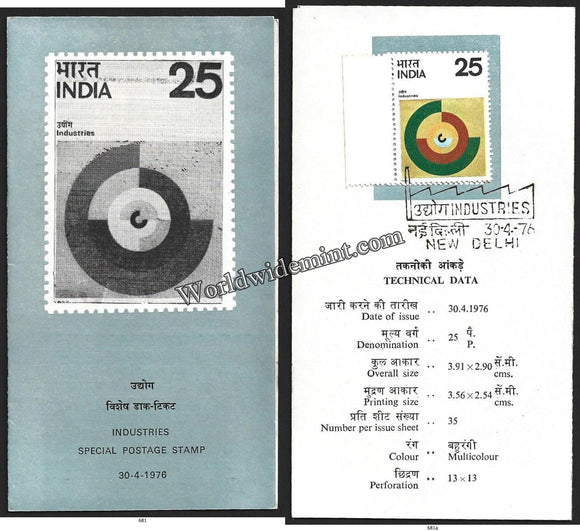 भारत 25
INDIA
उद्योग
Industries
उद्योग
विशेष डाक-टिकट
INDUSTRIES
SPECIAL POSTAGE STAMP
30-4-1976
681
भारत 25
INDIA
उद्योग
Industries
उद्योग INDUSTRIES
नई दिल्ली 30-4-76
NEW DELHI
तकनीकी आंकड़े
TECHNICAL DATA
जारी करने की तारीख
Date of issue .. 30.4.1976
मूल्य वर्ग पै.
Denomination .. 25 P.
कुल आकार सें.मी.
Overall size .. 3.91×2.90 cms.
मुद्रण आकार सें.मी.
Printing size .. 3.56×2.54 cms.
प्रति शीट संख्या
Number per issue sheet .. 35
रंग बहुरंगी
Colour .. Multicolour
छिद्रण
Perforation .. 13×13
681a
Worldwidemint.com